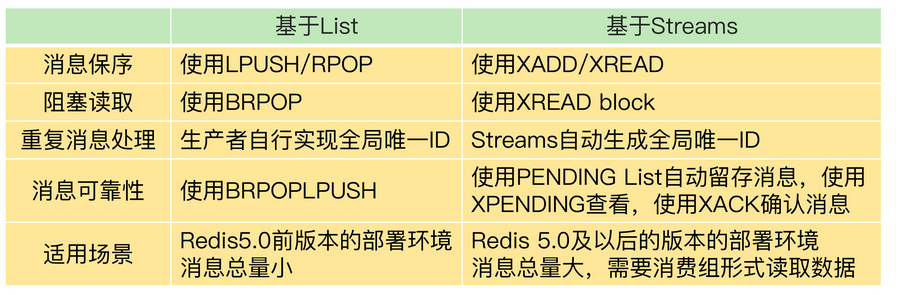 基于List
基于Streams
消息保序
使用LPUSH/RPOP
使用XADD/XREAD
阻塞读取
使用BRPOP
使用XREAD block
重复消息处理
生产者自行实现全局唯一ID
Streams自动生成全局唯一ID
消息可靠性
使用BRPOPLPUSH
使用PENDING List自动留存消息，使用
XPENDING查看，使用XACK确认消息
适用场景
Redis5.0前版本的部署环境
消息总量小
Redis 5.0及以后的版本的部署环境
消息总量大，需要消费组形式读取数据